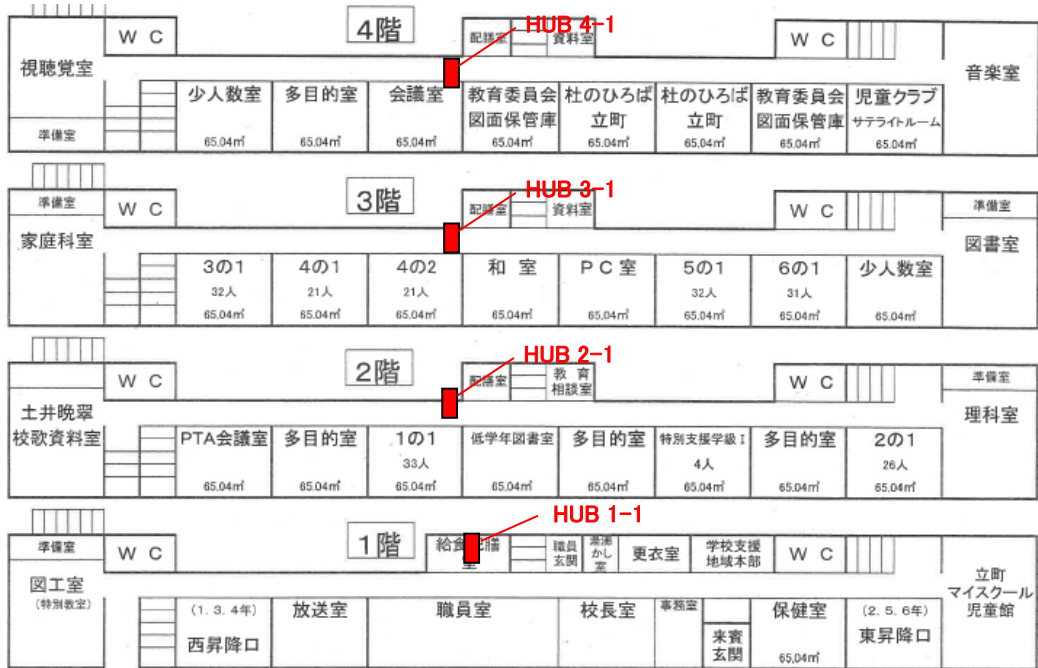 4階
HUB 4-1
WC
配膳室
資料室
WC
視聴覚室
準備室
音楽室
少人数室
65.04㎡
多目的室
65.04㎡
会議室
65.04㎡
教育委員会
図面保管庫
65.04㎡
杜のひろば
立町
65.04㎡
杜のひろば
立町
65.04㎡
教育委員会
図面保管庫
65.04㎡
児童クラブ
サテライトルーム
65.04㎡
3階
HUB 3-1
準備室
WC
配膳室
資料室
WC
準備室
家庭科室
図書室
3の1
32人
65.04㎡
4の1
21人
65.04㎡
4の2
21人
65.04㎡
和 室
65.04㎡
PC室
65.04㎡
5の1
32人
65.04㎡
6の1
31人
65.04㎡
少人数室
65.04㎡
2階
HUB 2-1
WC
配膳室
教育
相談室
WC
準備室
土井晩翠
校歌資料室
理科室
PTA会議室
65.04㎡
多目的室
65.04㎡
1の1
33人
65.04㎡
低学年図書室
65.04㎡
多目的室
65.04㎡
特別支援学級Ⅰ
4人
65.04㎡
多目的室
65.04㎡
2の1
26人
65.04㎡
1階
HUB 1-1
準備室
WC
給食
膳
室
職員
玄関
湯沸
かし
室
更衣室
学校支援
地域本部
WC
図工室
(特別教室)
立町
マイスクール
児童館
(1.3.4年)
西昇降口
放送室
職員室
校長室
事務室
来賓
玄関
保健室
65.04㎡
(2.5.6年)
東昇降口